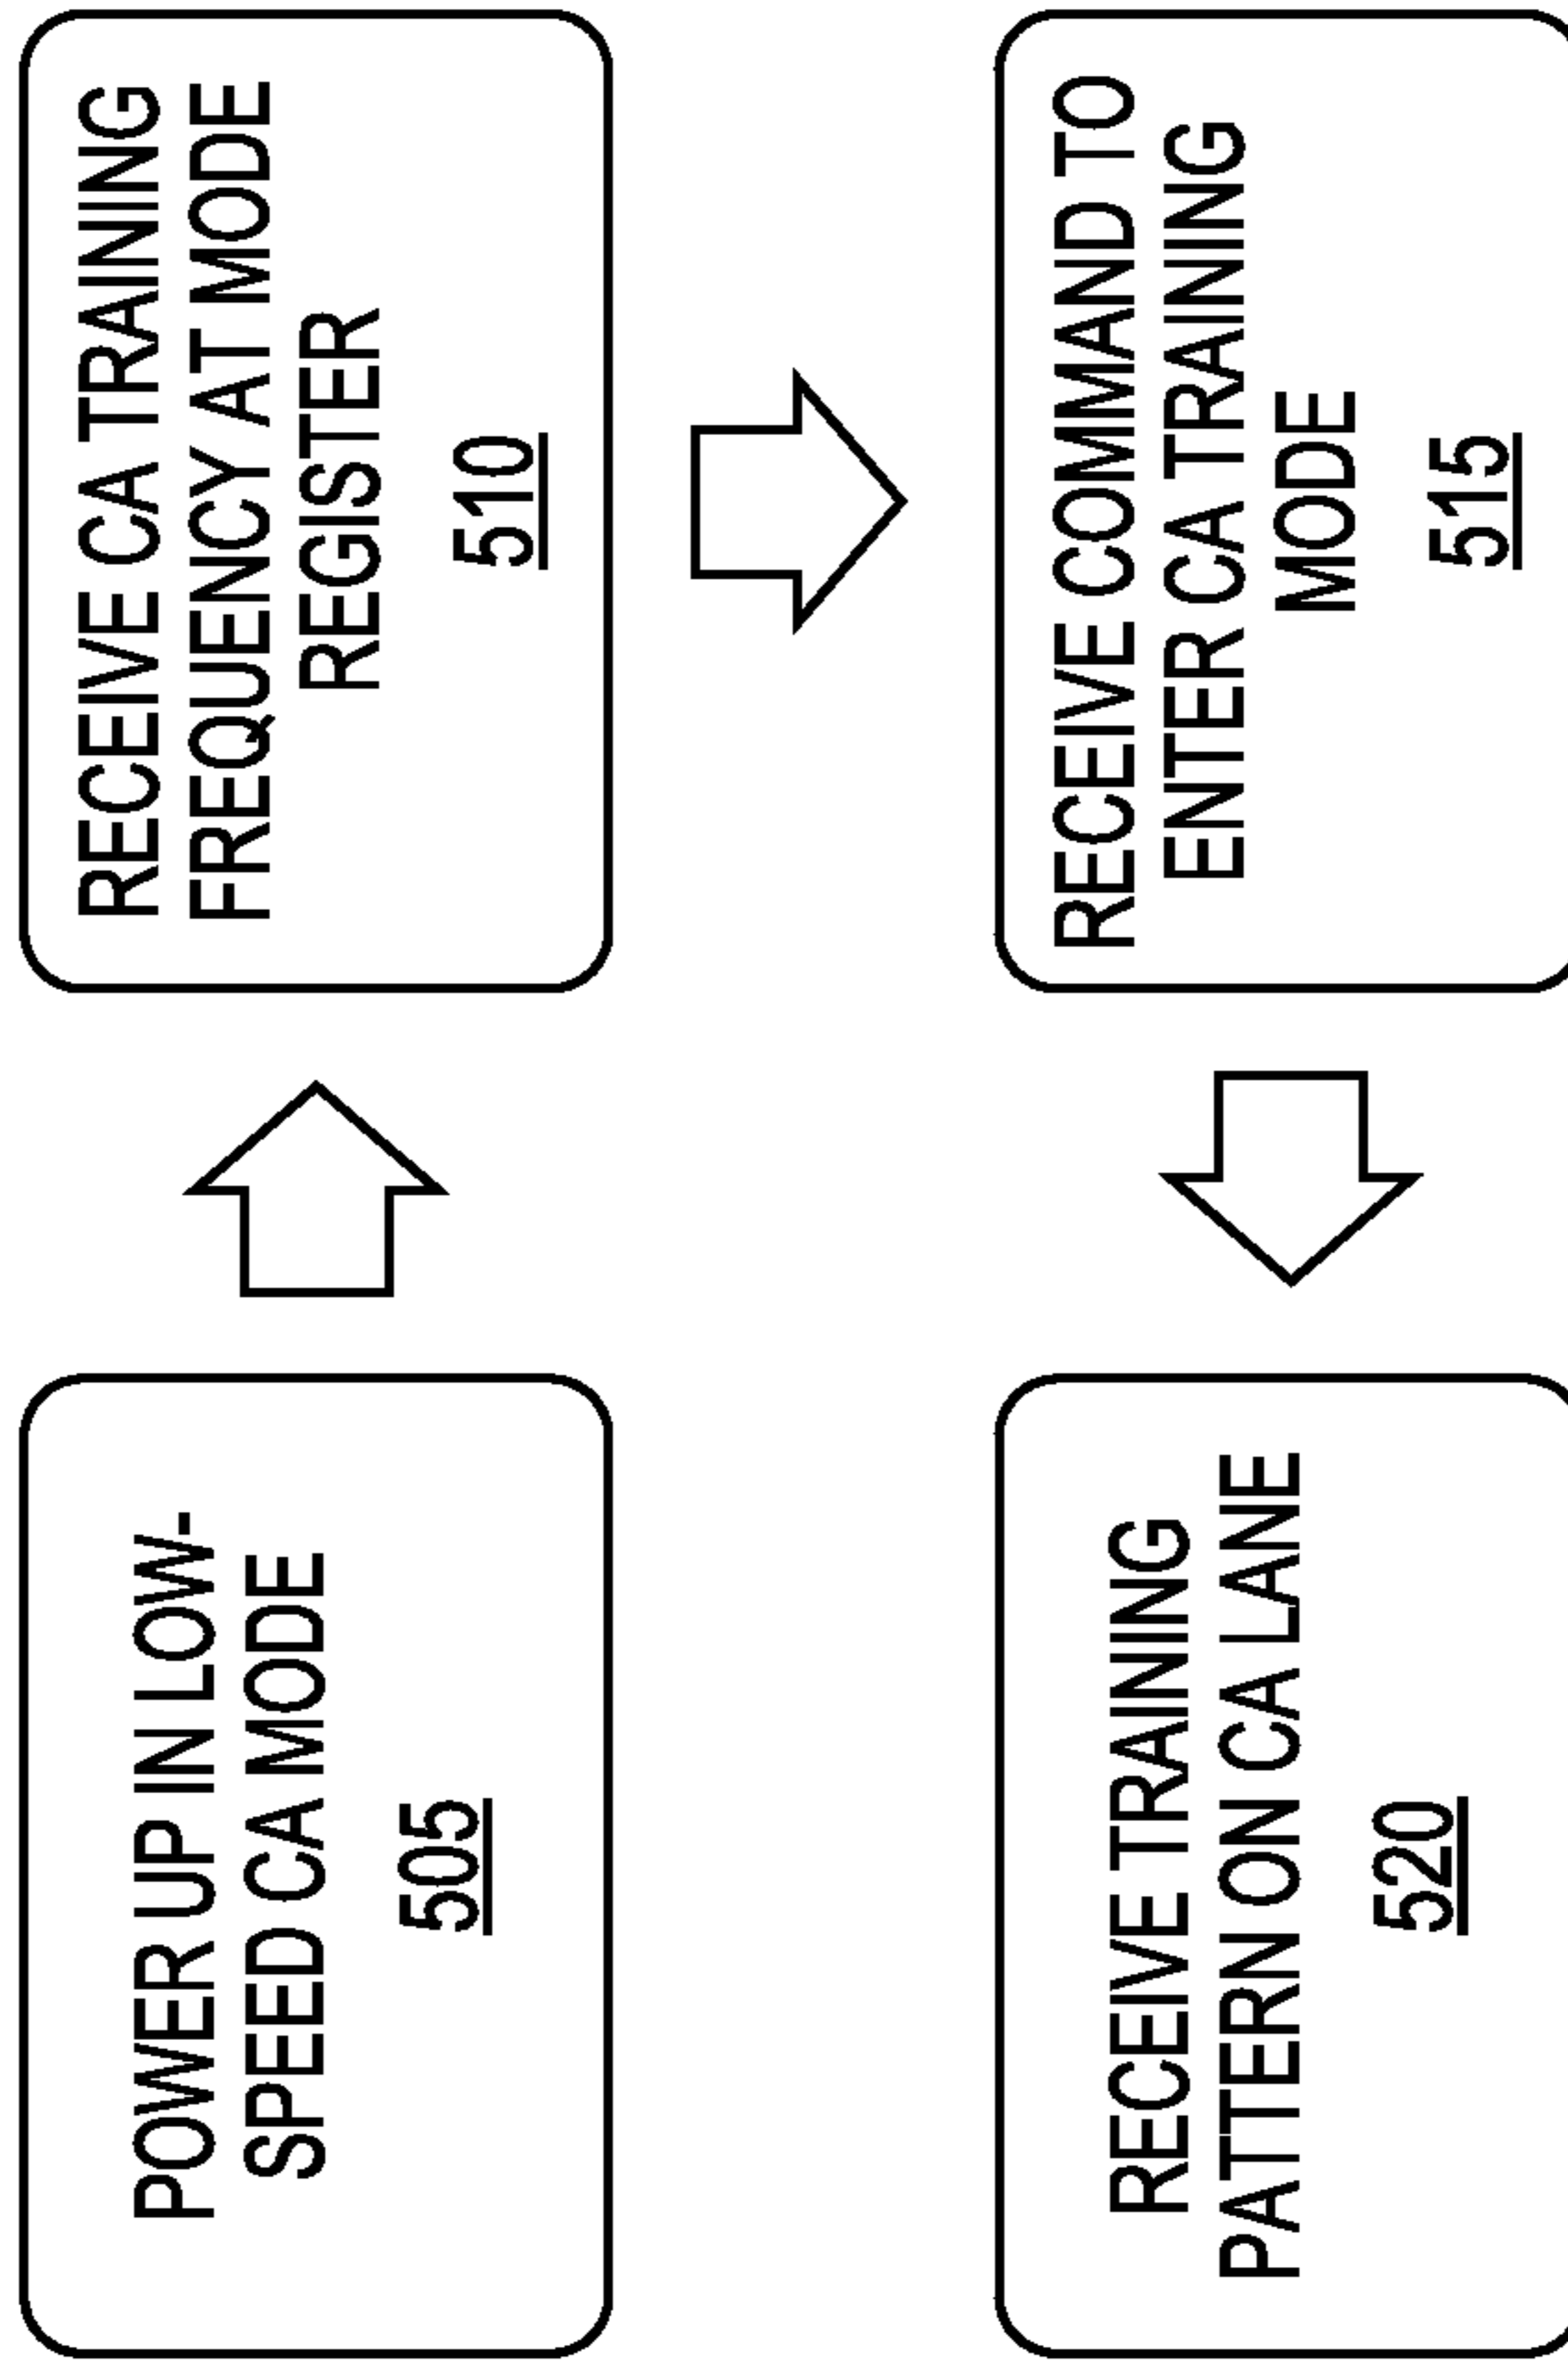 POWER UP IN LOW-
SPEED CA MODE
505
RECEIVE CA TRAINING
FREQUENCY AT MODE
REGISTER
510
RECEIVE COMMAND TO
ENTER CA TRAINING
MODE
515
RECEIVE TRAINING
PATTERN ON CA LANE
520